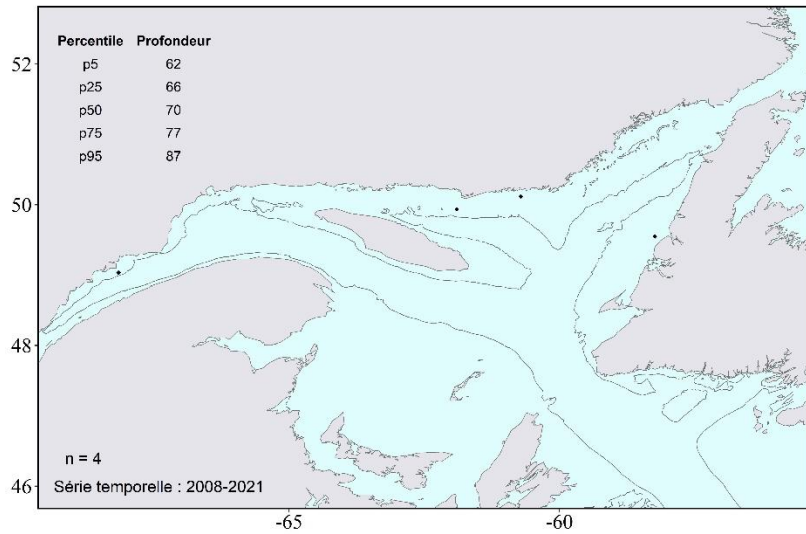 Percentile Profondeur
p5 62
p25 66
p50 70
p75 77
p95 87
52
50
48
46
n = 4
Série temporelle : 2008-2021
-65 -60